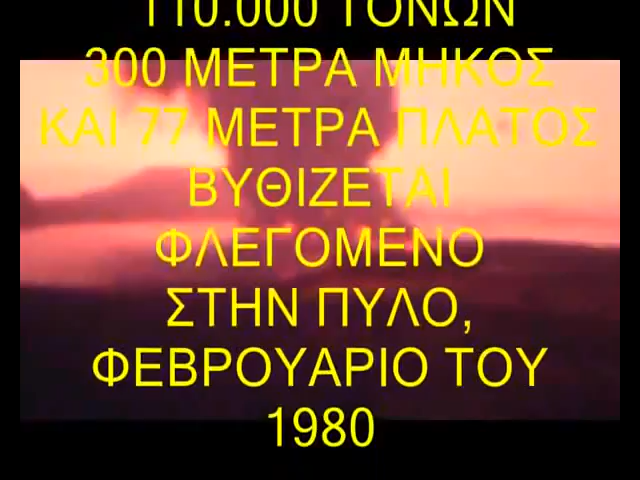 110.000 ΤΟΝΩΝ
300 ΜΕΤΡΑ ΜΗΚΟΣ
ΚΑΙ 77 ΜΕΤΡΑ ΠΛΑΤΟΣ
ΒΥΘΙΖΕΤΑΙ
ΦΛΕΓΟΜΕΝΟ
ΣΤΗΝ ΠΥΛΟ,
ΦΕΒΡΟΥΑΡΙΟ ΤΟΥ
1980